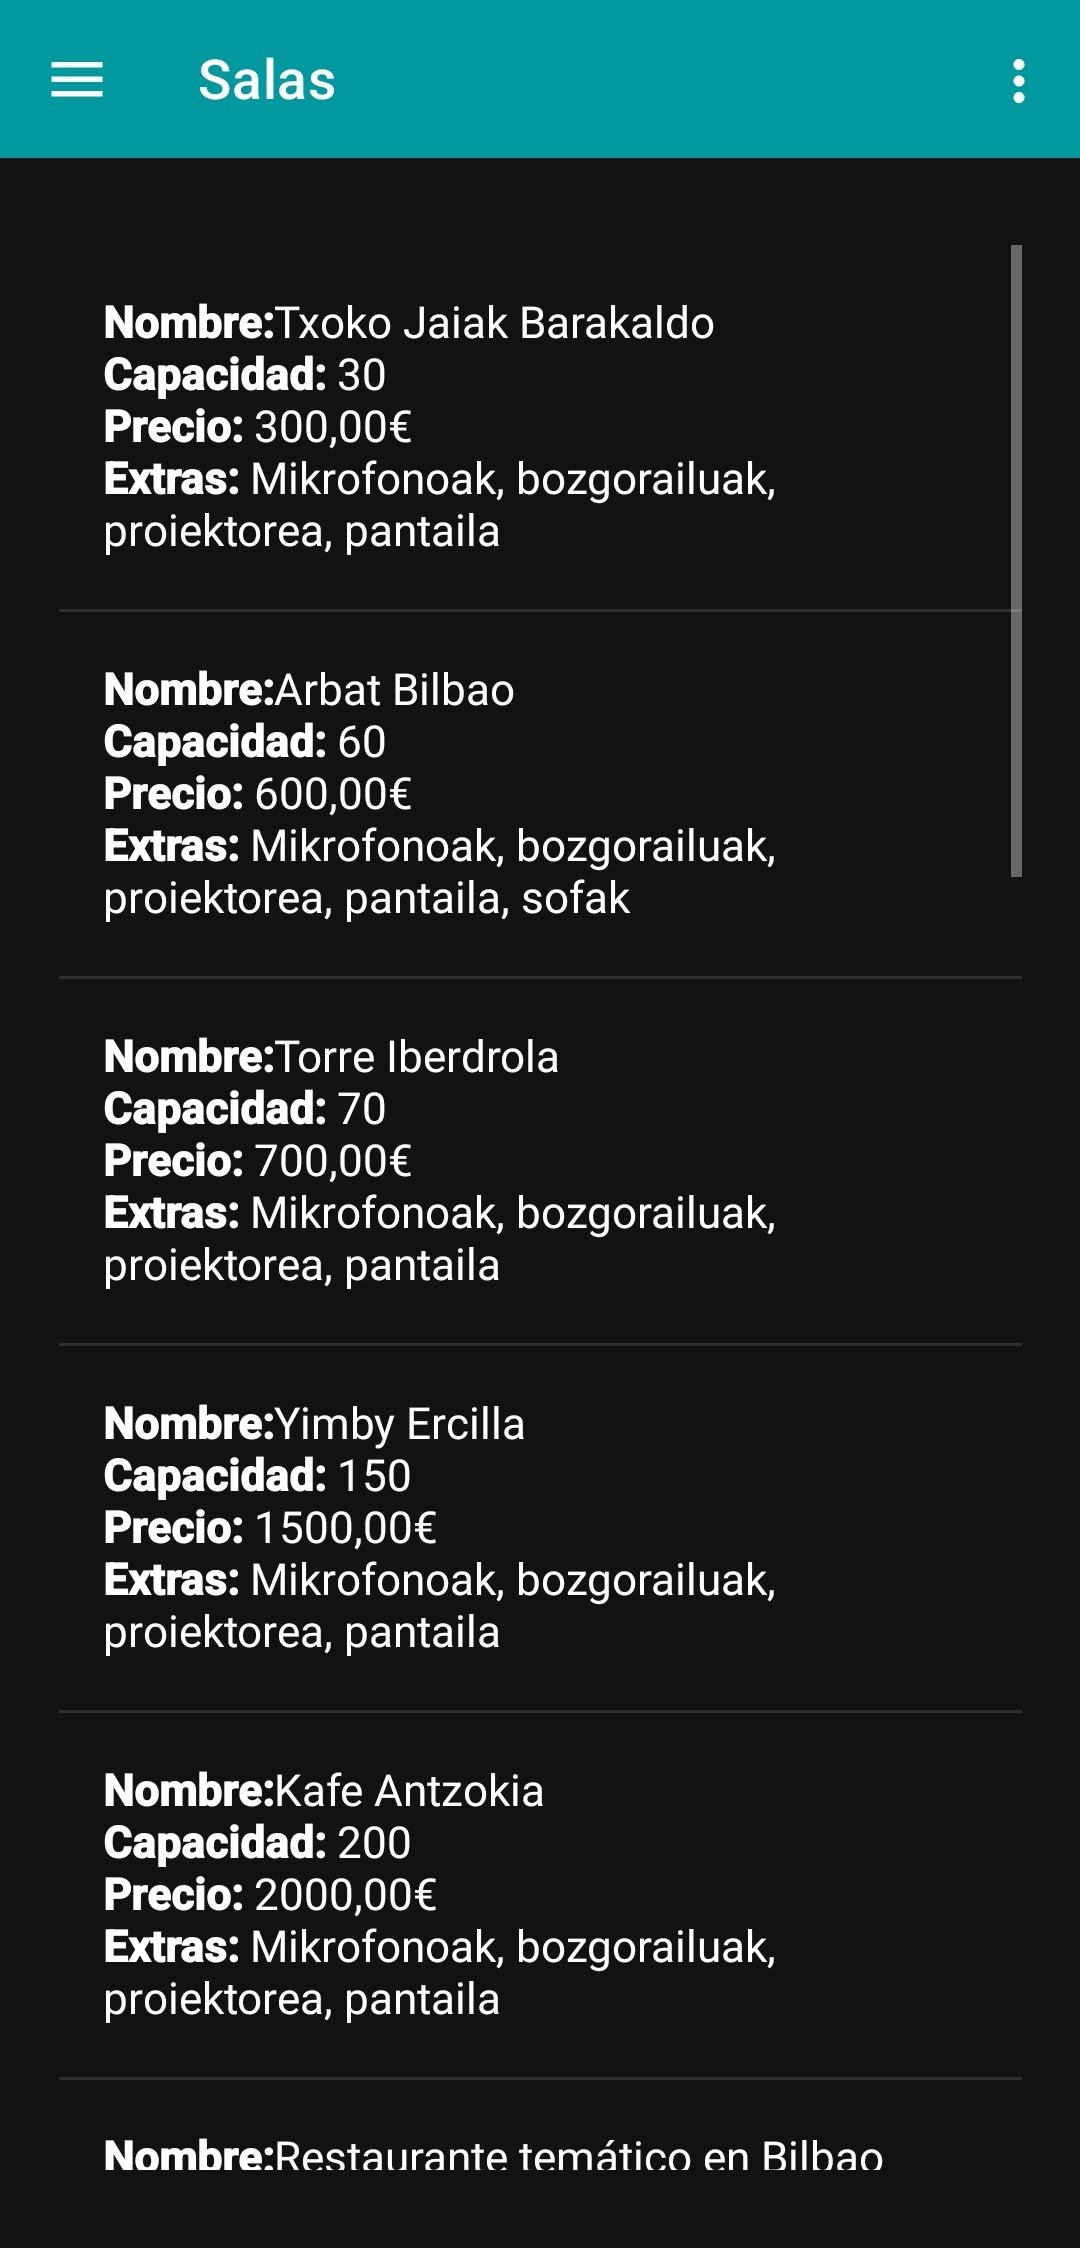 Salas
Nombre:Txoko Jaiak Barakaldo
Capacidad: 30
Precio: 300,00€
Extras: Mikrofonoak, bozgorailuak,
proiektorea, pantaila
Nombre:Arbat Bilbao
Capacidad: 60
Precio: 600,00€
Extras: Mikrofonoak, bozgorailuak,
proiektorea, pantaila, sofak
Nombre:Torre Iberdrola
Capacidad: 70
Precio: 700,00€
Extras: Mikrofonoak, bozgorailuak,
proiektorea, pantaila
Nombre:Yimby Ercilla
Capacidad: 150
Precio: 1500,00€
Extras: Mikrofonoak, bozgorailuak,
proiektorea, pantaila
Nombre:Kafe Antzokia
Capacidad: 200
Precio: 2000,00€
Extras: Mikrofonoak, bozgorailuak,
proiektorea, pantaila
Nombre:Restaurante temático en Bilbao